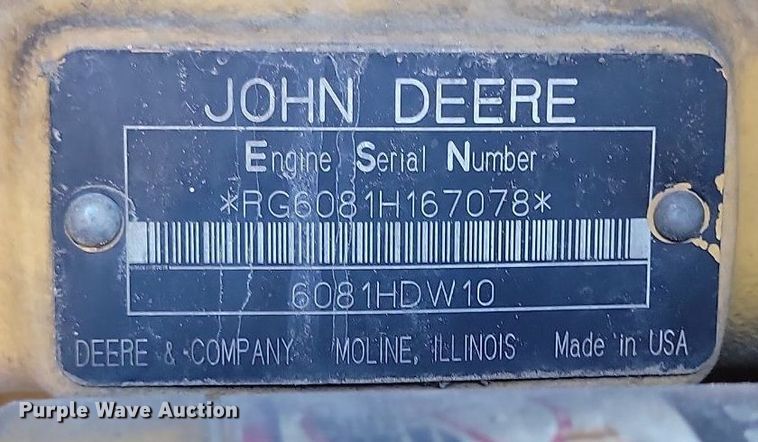 JOHN DEERE
Engine Serial Number
*RG6081H167078*
6081HDW10
DEERE & COMPANY MOLINE, ILLINOIS Made in USA
Purple Wave Auction